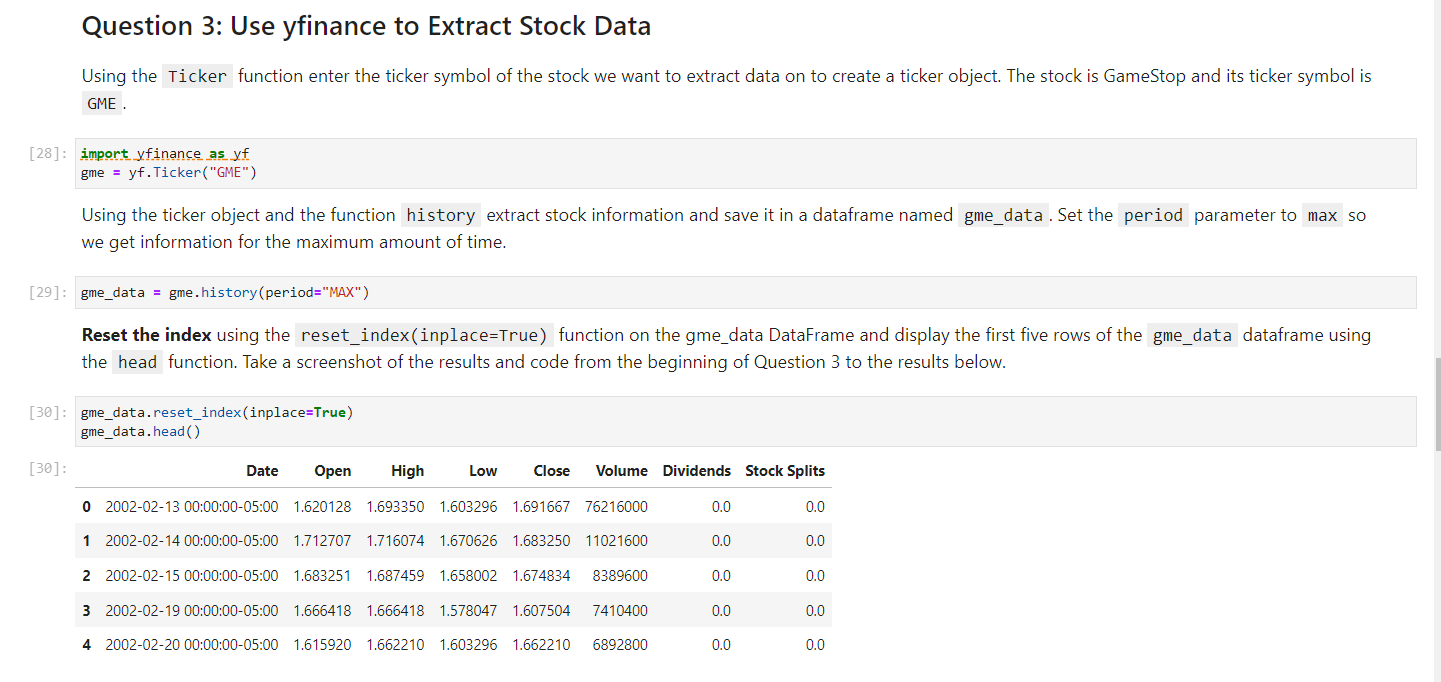 Question 3: Use yfinance to Extract Stock Data
Using the Ticker function enter the ticker symbol of the stock we want to extract data on to create a ticker object. The stock is GameStop and its ticker symbol is
GME .
[28]: import yfinance as yf
gme = yf.Ticker("GME")
Using the ticker object and the function history extract stock information and save it in a dataframe named gme_data . Set the period parameter to max so
we get information for the maximum amount of time.
[29]: gme_data = gme.history(period="MAX")
Reset the index using the reset_index(inplace=True) function on the gme_data DataFrame and display the first five rows of the gme_data dataframe using
the head function. Take a screenshot of the results and code from the beginning of Question 3 to the results below.
[30]: gme_data.reset_index(inplace=True)
gme_data.head()
[30]: Date Open High Low Close Volume Dividends Stock Splits
0 2002-02-13 00:00:00-05:00 1.620128 1.693350 1.603296 1.691667 76216000 0.0 0.0
1 2002-02-14 00:00:00-05:00 1.712707 1.716074 1.670626 1.683250 11021600 0.0 0.0
2 2002-02-15 00:00:00-05:00 1.683251 1.687459 1.658002 1.674834 8389600 0.0 0.0
3 2002-02-19 00:00:00-05:00 1.666418 1.666418 1.578047 1.607504 7410400 0.0 0.0
4 2002-02-20 00:00:00-05:00 1.615920 1.662210 1.603296 1.662210 6892800 0.0 0.0